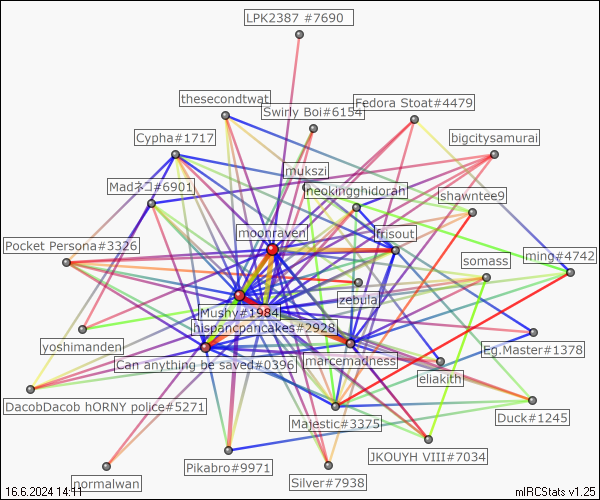 LPK2387 #7690
thesecondtwat
Swirly Boi#6154
Fedora Stoat#4479
Cypha#1717
bigcitysamurai
mukszi
Madネコ#6901
neokingghidorah
shawntee9
moonraven
frisout
Pocket Persona#3326
ming#4742
somass
zebula
Mushy#1984
hispancpancakes#2928
yoshimanden
Eg.Master#1378
marcemadness
Can anything be saved#0396
eliakith
DacobDacob hORNY police#5271
Duck#1245
Majestic#3375
JKOUYH VIII#7034
Pikabro#9971
normalwan
Silver#7938
16.6.2024 14:11
mIRCStats v1.25